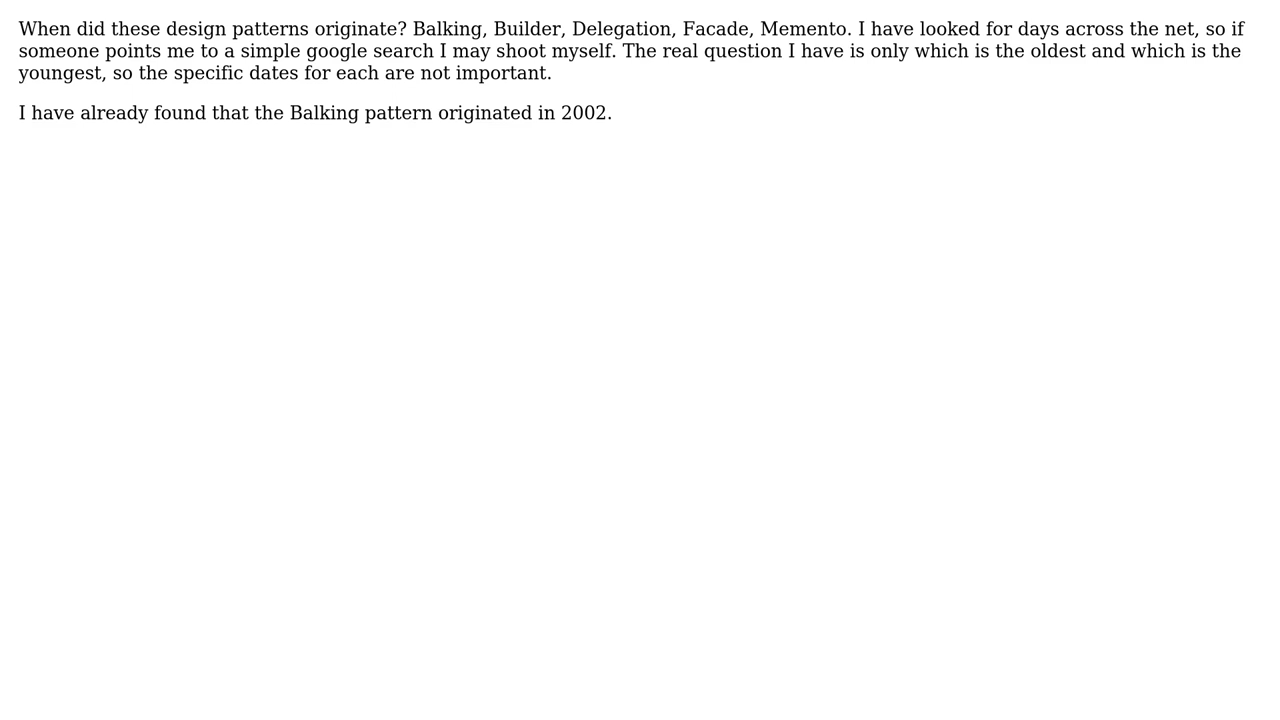 When did these design patterns originate? Balking, Builder, Delegation, Facade, Memento. I have looked for days across the net, so if
someone points me to a simple google search I may shoot myself. The real question I have is only which is the oldest and which is the
youngest, so the specific dates for each are not important.
I have already found that the Balking pattern originated in 2002.